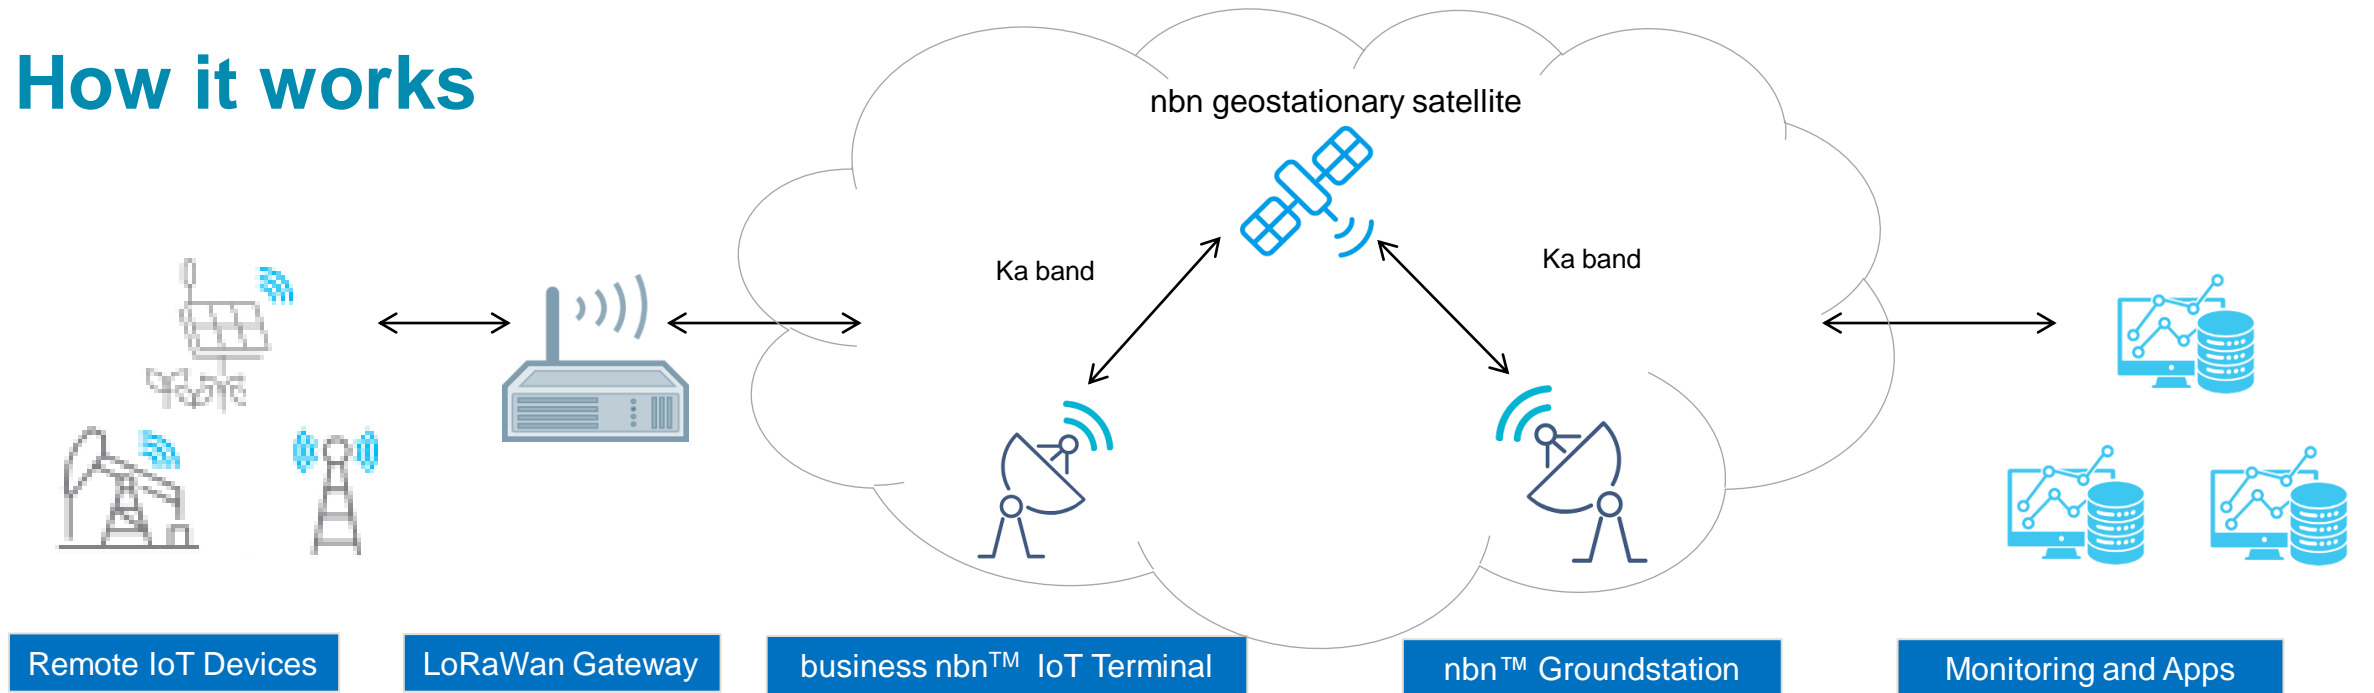 How it works
nbn geostationary satellite
Ka band
Ka band
Remote IoT Devices
LoRaWan Gateway
business nbn™ IoT Terminal
nbn™ Groundstation
Monitoring and Apps